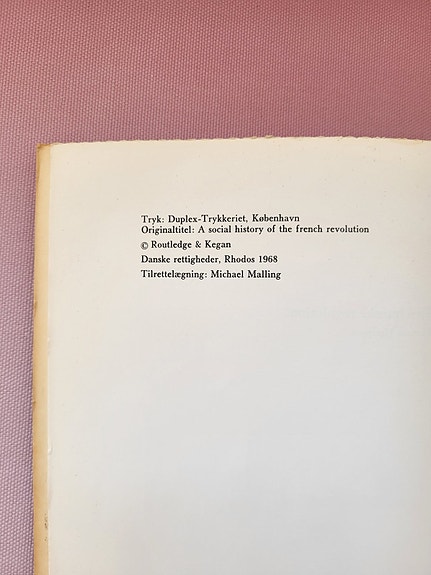 Tryk: Duplex-Trykkeriet, København
Originaltitel: A social history of the french revolution
© Routledge & Kegan
Danske rettigheder, Rhodos 1968
Tilrettelægning: Michael Malling